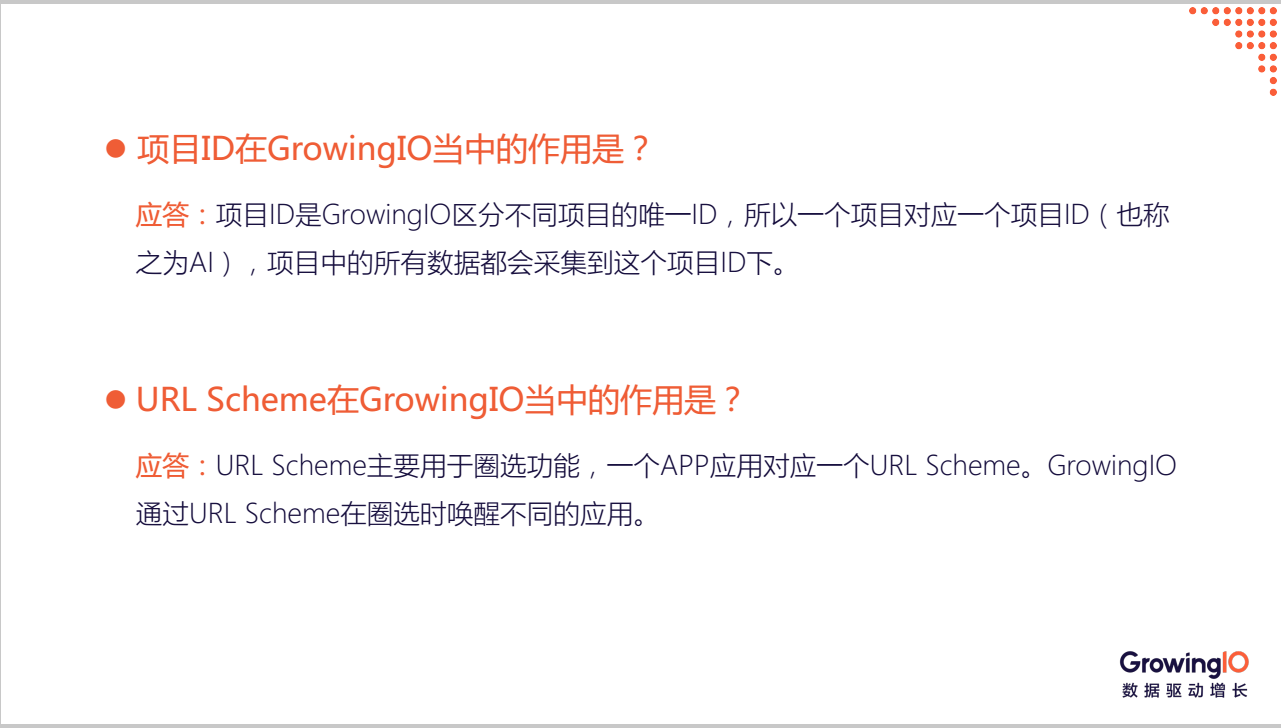 项目ID在GrowingIO当中的作用是？
应答：项目ID是GrowingIO区分不同项目的唯一ID，所以一个项目对应一个项目ID（也称
之为AI），项目中的所有数据都会采集到这个项目ID下。
URL Scheme在GrowingIO当中的作用是？
应答：URL Scheme主要用于圈选功能，一个APP应用对应一个URL Scheme。GrowingIO
通过URL Scheme在圈选时唤醒不同的应用。
GrowingIO
数据驱动增长